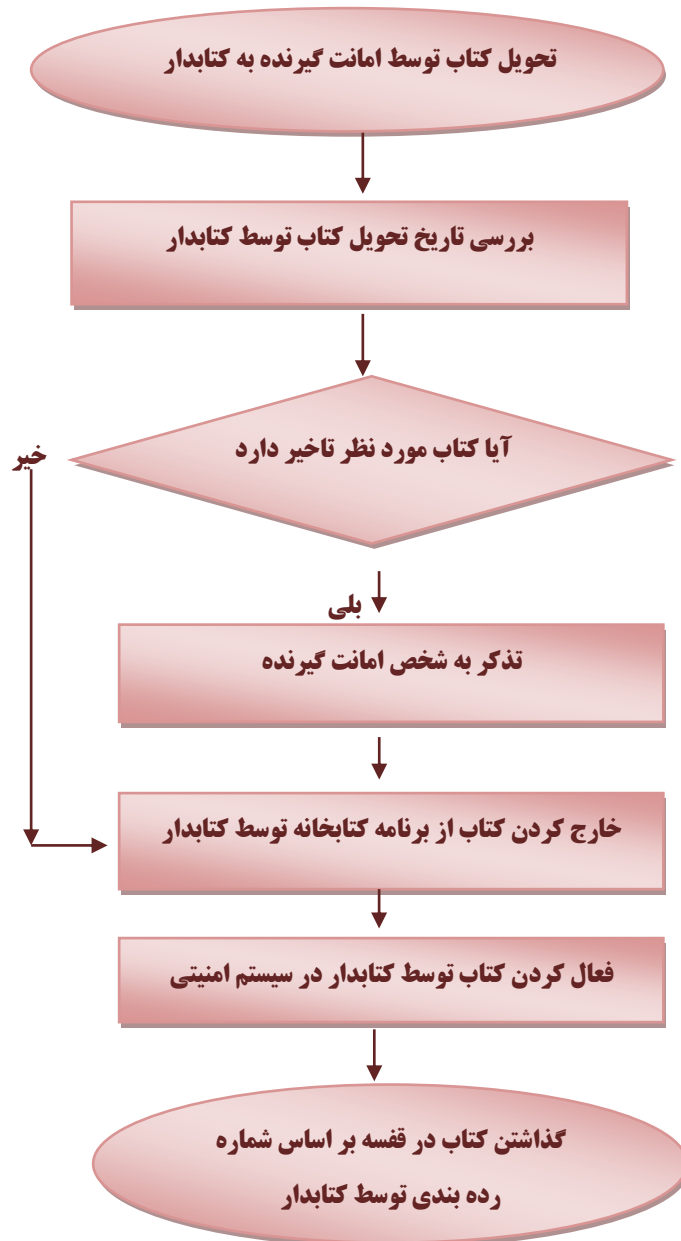 تحویل کتاب توسط امانت گیرنده به کتابدار
بررسی تاریخ تحویل کتاب توسط کتابدار
آیا کتاب مورد نظر تاخیر دارد
خیر
بلی
تذکر به شخص امانت گیرنده
خارج کردن کتاب از برنامه کتابخانه توسط کتابدار
فعال کردن کتاب توسط کتابدار در سیستم امنیتی
گذاشتن کتاب در قفسه بر اساس شماره
رده بندی توسط کتابدار